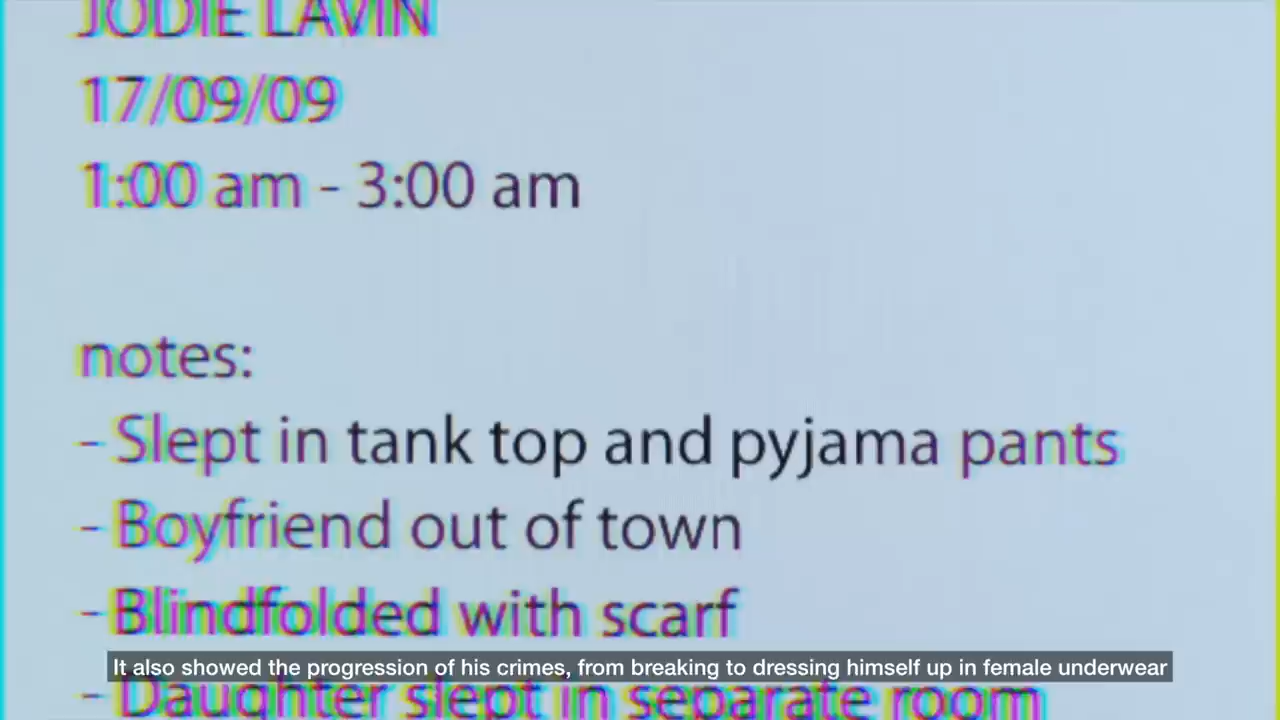 JODIE LAVIN
17/09/09
1:00 am - 3:00 am
notes:
- Slept in tank top and pyjama pants
- Boyfriend out of town
- Blindfolded with scarf
It also showed the progression of his crimes, from breaking to dressing himself up in female underwear
- Daughter slept in separate room